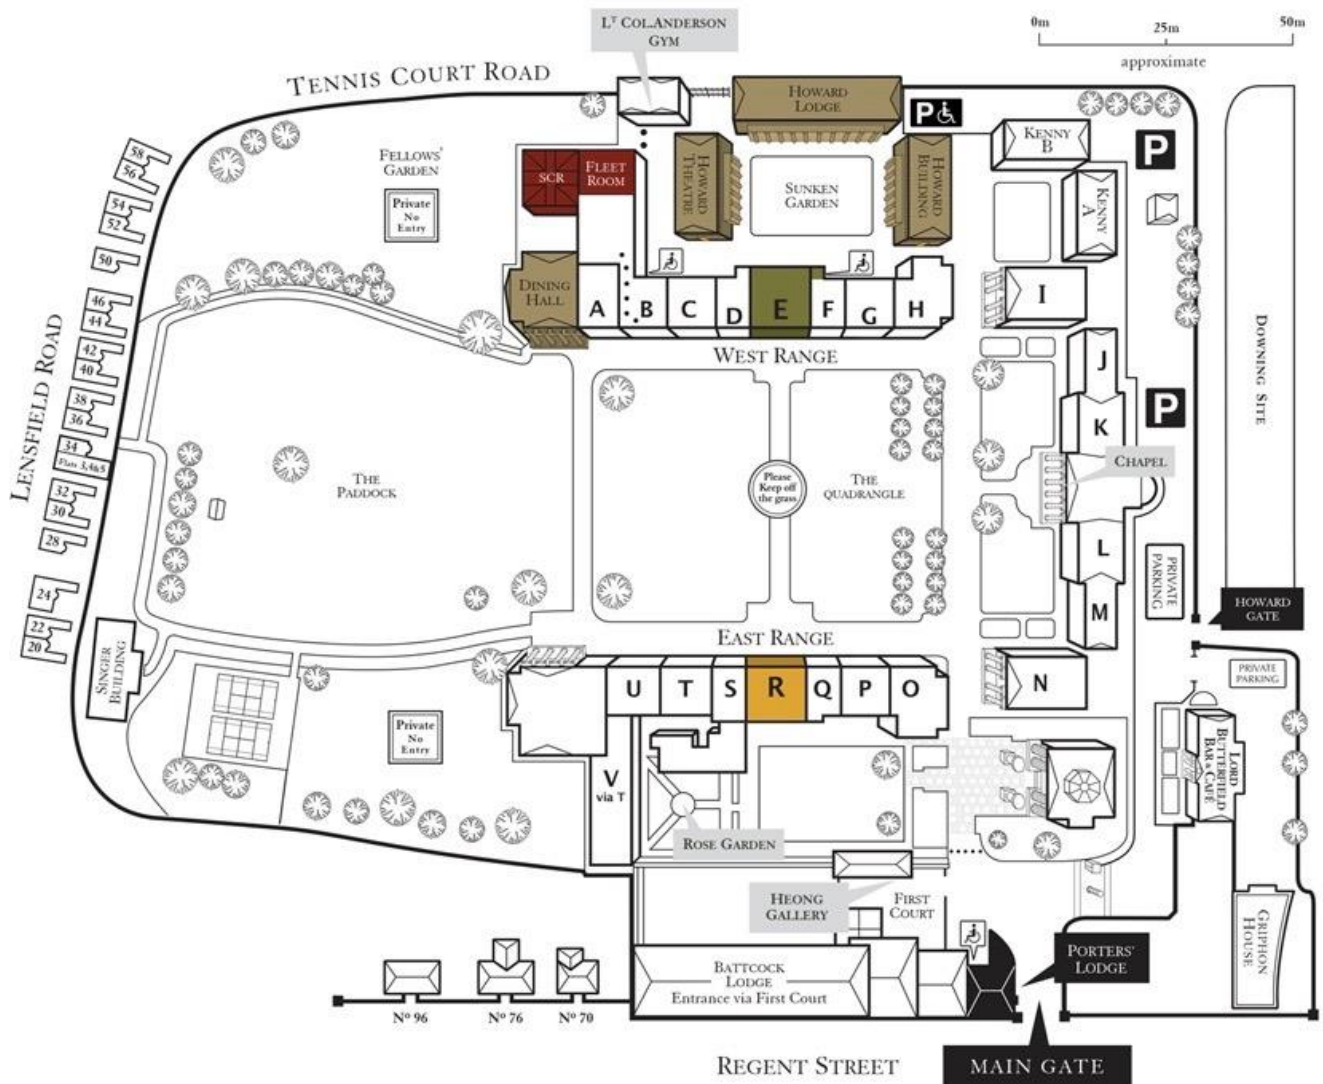 Lᵀ COL.ANDERSON
GYM
0m
25m
50m
approximate
TENNIS COURT ROAD
HOWARD
LODGE
P
KENNY
B
P
58
56
54
52
50
46
44
42
40
38
36
34
Flats 3,4&5
32
30
28
24
22
20
FELLOWS'
GARDEN
Private
No
Entry
SCR
FLEET
ROOM
HOWARD
THEATRE
SUNKEN
GARDEN
HOWARD
BUILDING
KENNY
A
DINING
HALL
A
B
C
D
E
F
G
H
I
WEST RANGE
LENSFIELD ROAD
J
K
P
DOWNING SITE
CHAPEL
THE
PADDOCK
Please
Keep off
the grass
THE
QUADRANGLE
L
M
PRIVATE
PARKING
HOWARD
GATE
EAST RANGE
SINGER
BUILDING
U
T
S
R
Q
P
O
N
PRIVATE
PARKING
Private
No
Entry
V
via T
LORD
BUTTERFIELD
BAR & CAFÉ
ROSE GARDEN
HEONG
GALLERY
FIRST
COURT
GRIPHON
HOUSE
PORTERS'
LODGE
BATTCOCK
LODGE
Entrance via First Court
Nº 96
Nº 76
Nº 70
REGENT STREET
MAIN GATE